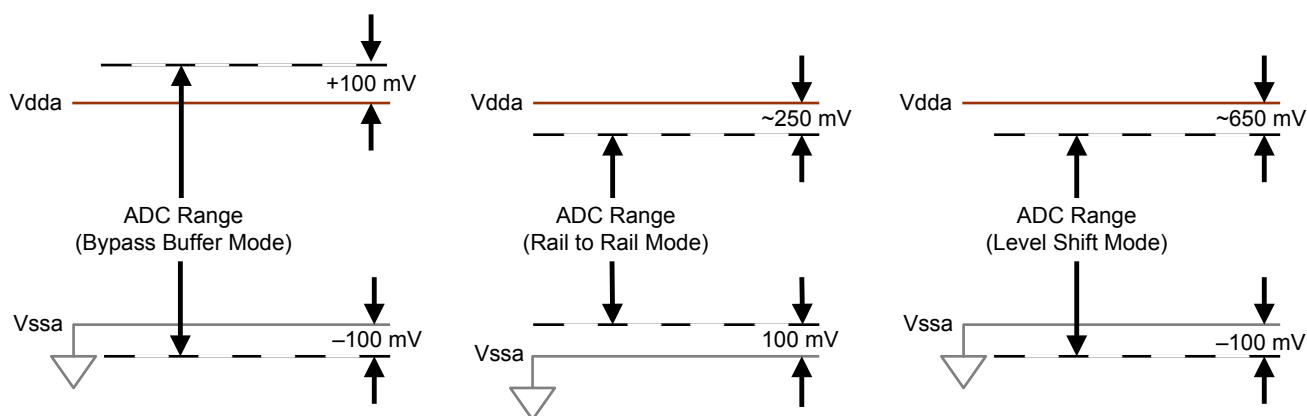 +100 mV
Vdda
ADC Range
(Bypass Buffer Mode)
Vssa
–100 mV
Vdda
~250 mV
ADC Range
(Rail to Rail Mode)
100 mV
Vssa
Vdda
~650 mV
ADC Range
(Level Shift Mode)
Vssa
–100 mV